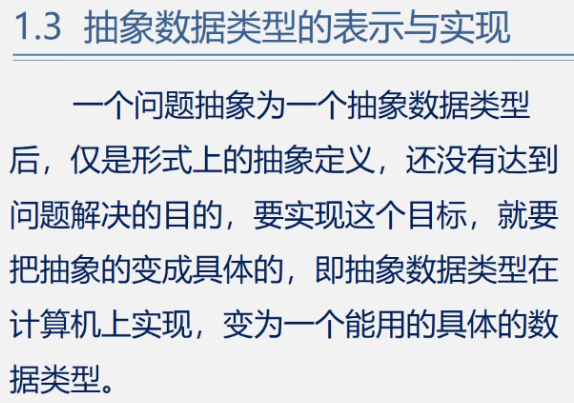 1.3 抽象数据类型的表示与实现
一个问题抽象为一个抽象数据类型
后，仅是形式上的抽象定义，还没有达到
问题解决的目的，要实现这个目标，就要
把抽象的变成具体的，即抽象数据类型在
计算机上实现，变为一个能用的具体的数
据类型。